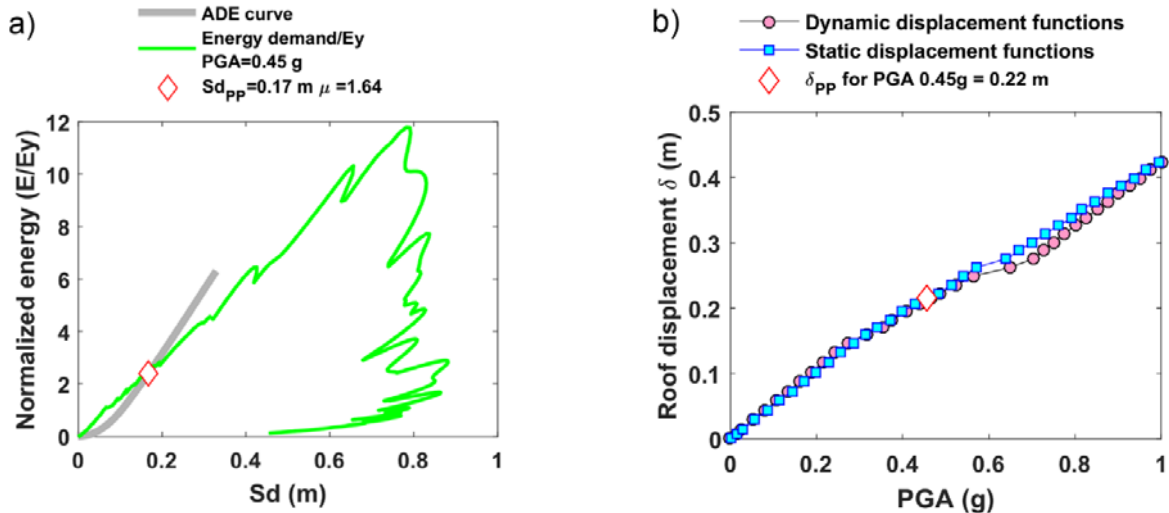 a)
ADE curve
Energy demand/Ey
PGA=0.45 g
Sd_PP=0.17 m μ =1.64
Normalized energy (E/Ey)
12
10
8
6
4
2
0
0 0.2 0.4 0.6 0.8 1
Sd (m)
b)
Dynamic displacement functions
Static displacement functions
δ_PP for PGA 0.45g = 0.22 m
Roof displacement δ (m)
0.5
0.4
0.3
0.2
0.1
0
0 0.2 0.4 0.6 0.8 1
PGA (g)